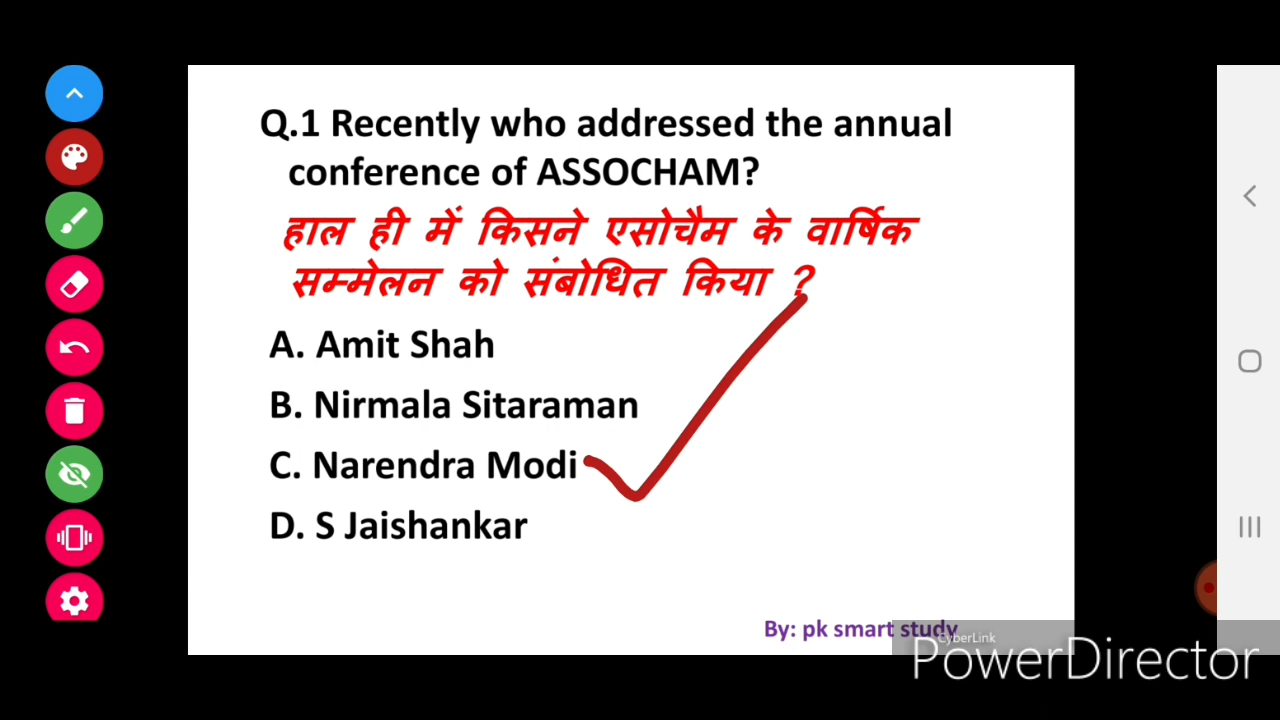 Q.1 Recently who addressed the annual
conference of ASSOCHAM?
हाल ही में किसने एसोचैम के वार्षिक
सम्मेलन को संबोधित किया ?
A. Amit Shah
B. Nirmala Sitaraman
C. Narendra Modi
D. S Jaishankar
By: pk smart study
CyberLink
PowerDirector